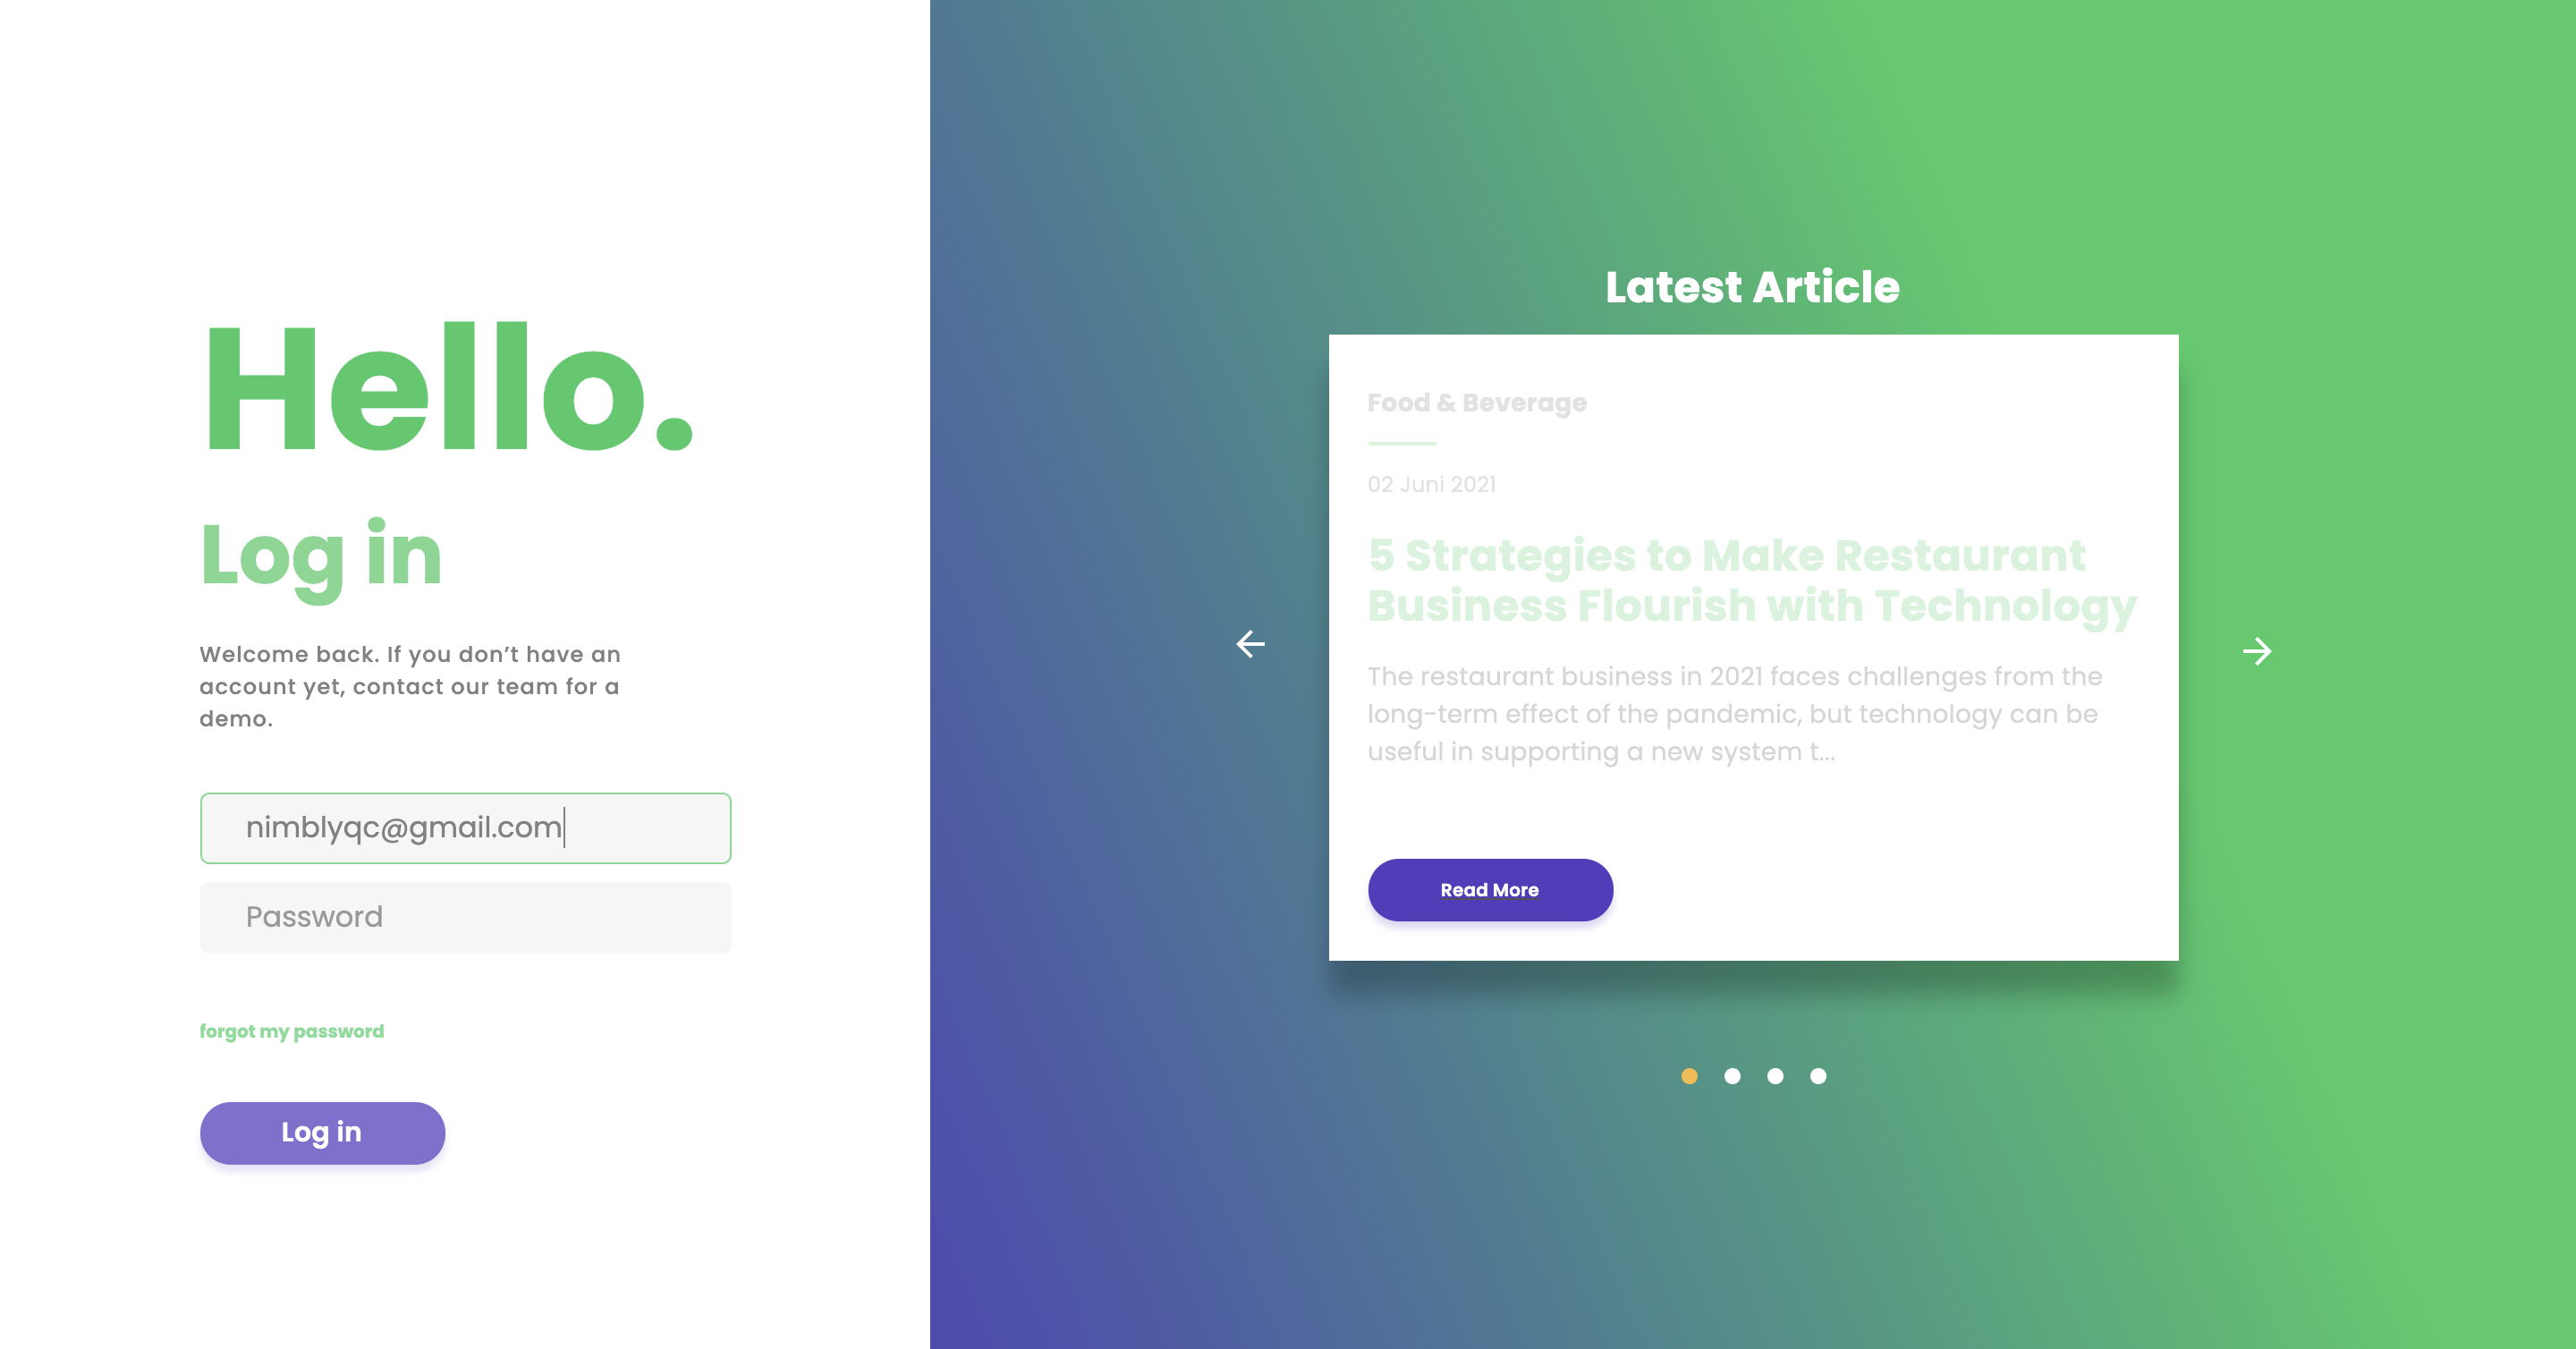 Hello.
Log in
Welcome back. If you don’t have an
account yet, contact our team for a
demo.
nimblyqc@gmail.com
Password
forgot my password
Log in
Latest Article
Food & Beverage
02 Juni 2021
5 Strategies to Make Restaurant
Business Flourish with Technology
The restaurant business in 2021 faces challenges from the
long-term effect of the pandemic, but technology can be
useful in supporting a new system t...
Read More